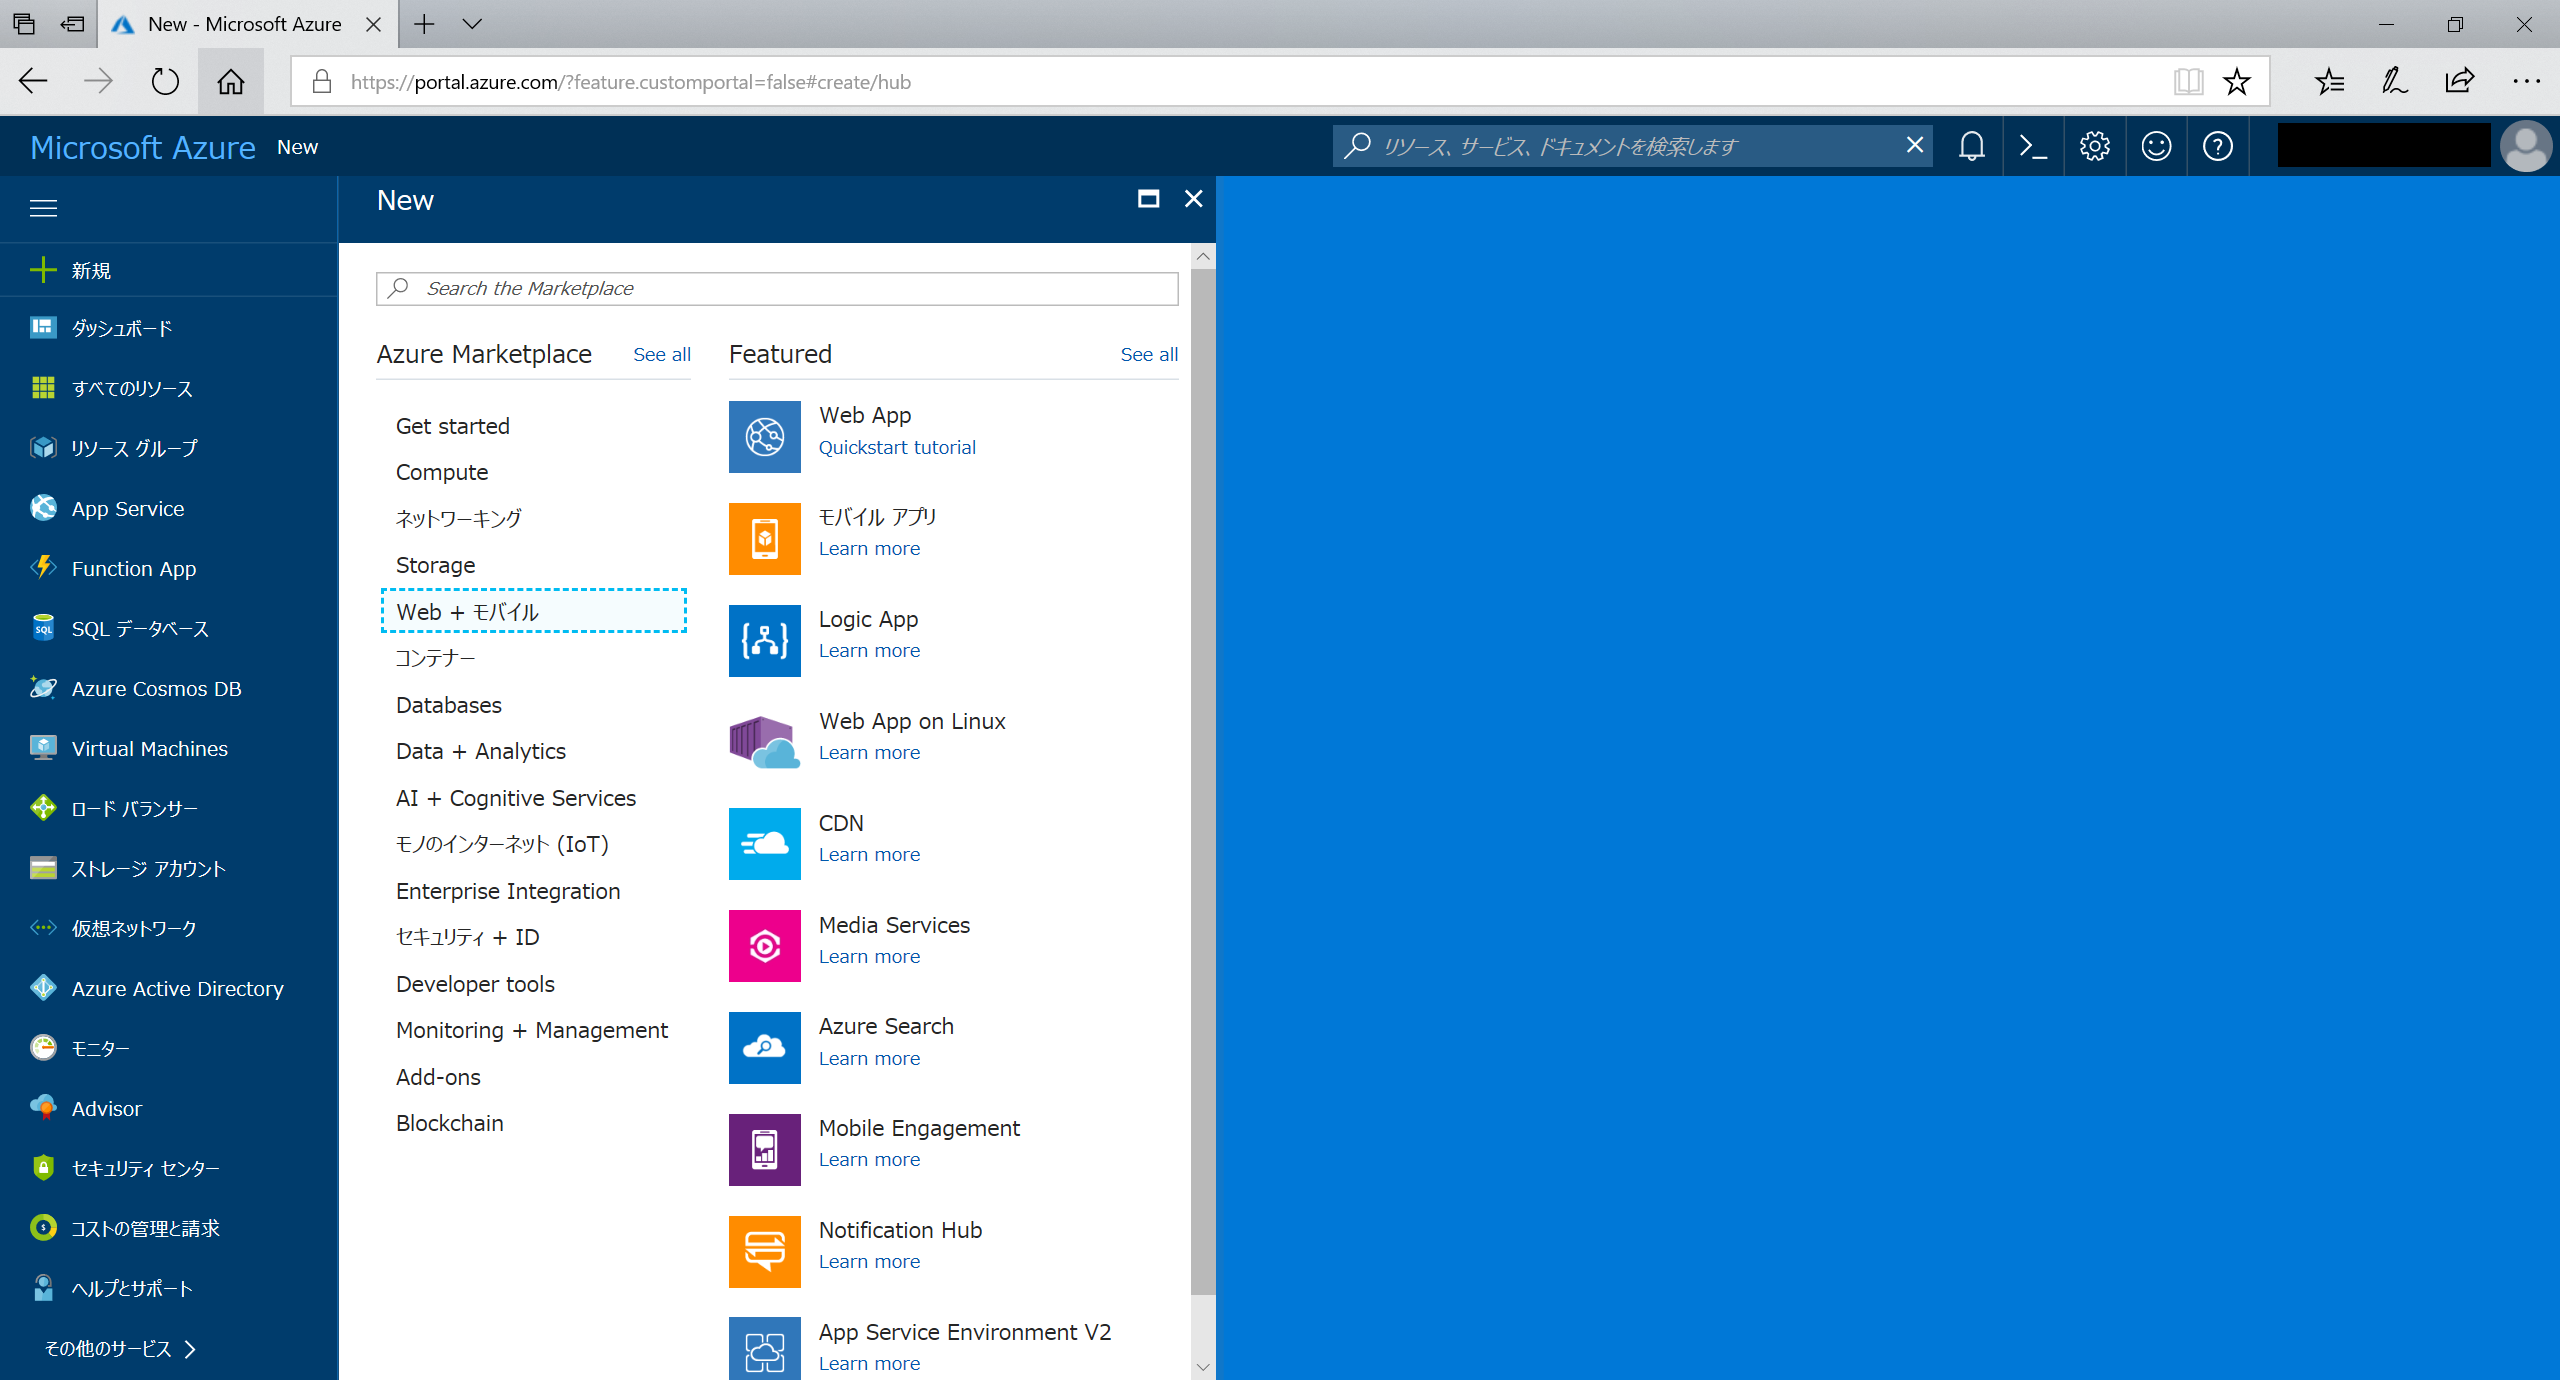 New - Microsoft Azure
https://portal.azure.com/?feature.customportal=false#create/hub
Microsoft Azure New
リソース、サービス、ドキュメントを検索します
新規
ダッシュボード
すべてのリソース
リソース グループ
App Service
Function App
SQL データベース
Azure Cosmos DB
Virtual Machines
ロード バランサー
ストレージ アカウント
仮想ネットワーク
Azure Active Directory
モニター
Advisor
セキュリティ センター
コストの管理と請求
ヘルプとサポート
その他のサービス
New
Search the Marketplace
Azure Marketplace See all
Get started
Compute
ネットワーキング
Storage
Web + モバイル
コンテナー
Databases
Data + Analytics
AI + Cognitive Services
モノのインターネット (IoT)
Enterprise Integration
セキュリティ + ID
Developer tools
Monitoring + Management
Add-ons
Blockchain
Featured See all
Web App
Quickstart tutorial
モバイル アプリ
Learn more
Logic App
Learn more
Web App on Linux
Learn more
CDN
Learn more
Media Services
Learn more
Azure Search
Learn more
Mobile Engagement
Learn more
Notification Hub
Learn more
App Service Environment V2
Learn more